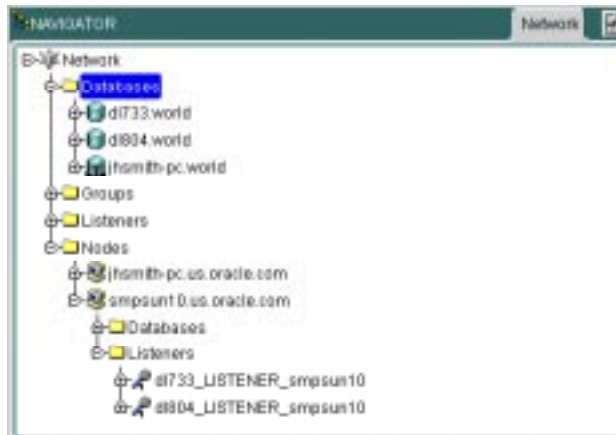 NAVIGATOR
Network
Network
Databases
dl733.world
dl804.world
jhsmith-pc.world
Groups
Listeners
Nodes
jhsmith-pc.us.oracle.com
smpsun10.us.oracle.com
Databases
Listeners
dl733_LISTENER_smpsun10
dl804_LISTENER_smpsun10